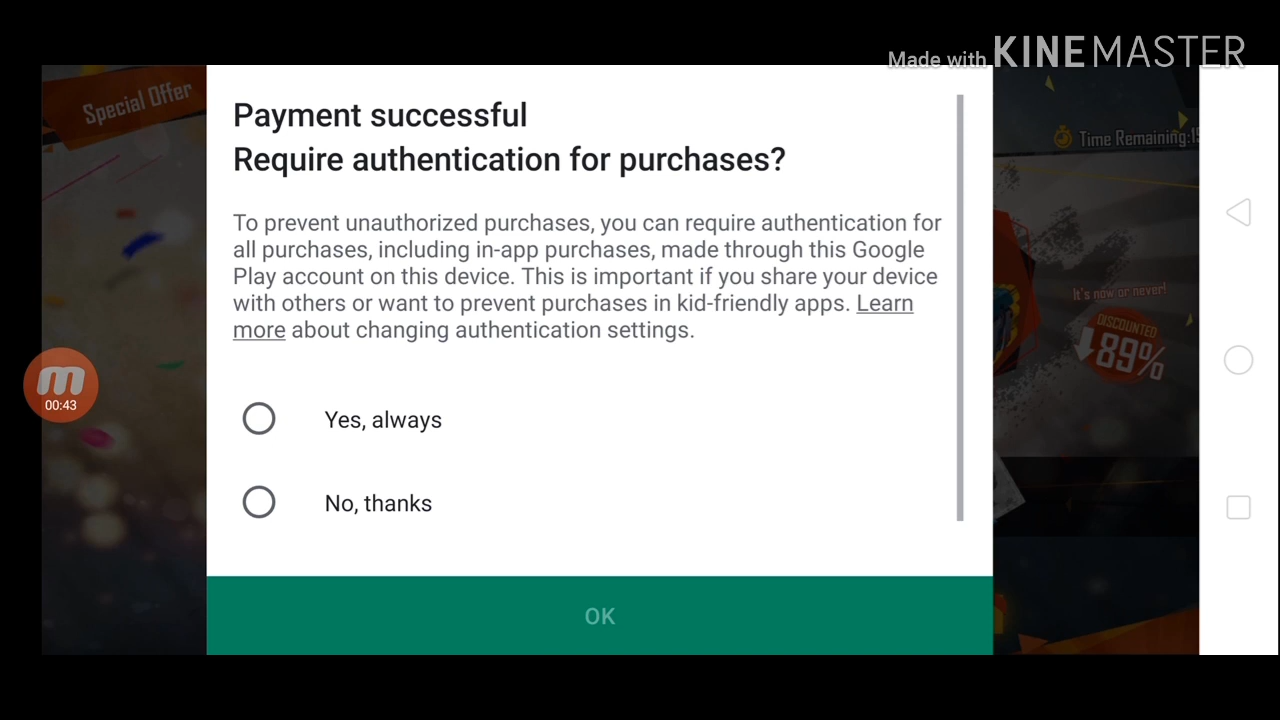 Made with KINEMASTER
Special Offer
Payment successful
Require authentication for purchases?
Time Remaining:
To prevent unauthorized purchases, you can require authentication for
all purchases, including in-app purchases, made through this Google
Play account on this device. This is important if you share your device
with others or want to prevent purchases in kid-friendly apps. Learn
more about changing authentication settings.
It's now or never!
DISCOUNTED
89%
00:43
Yes, always
No, thanks
OK